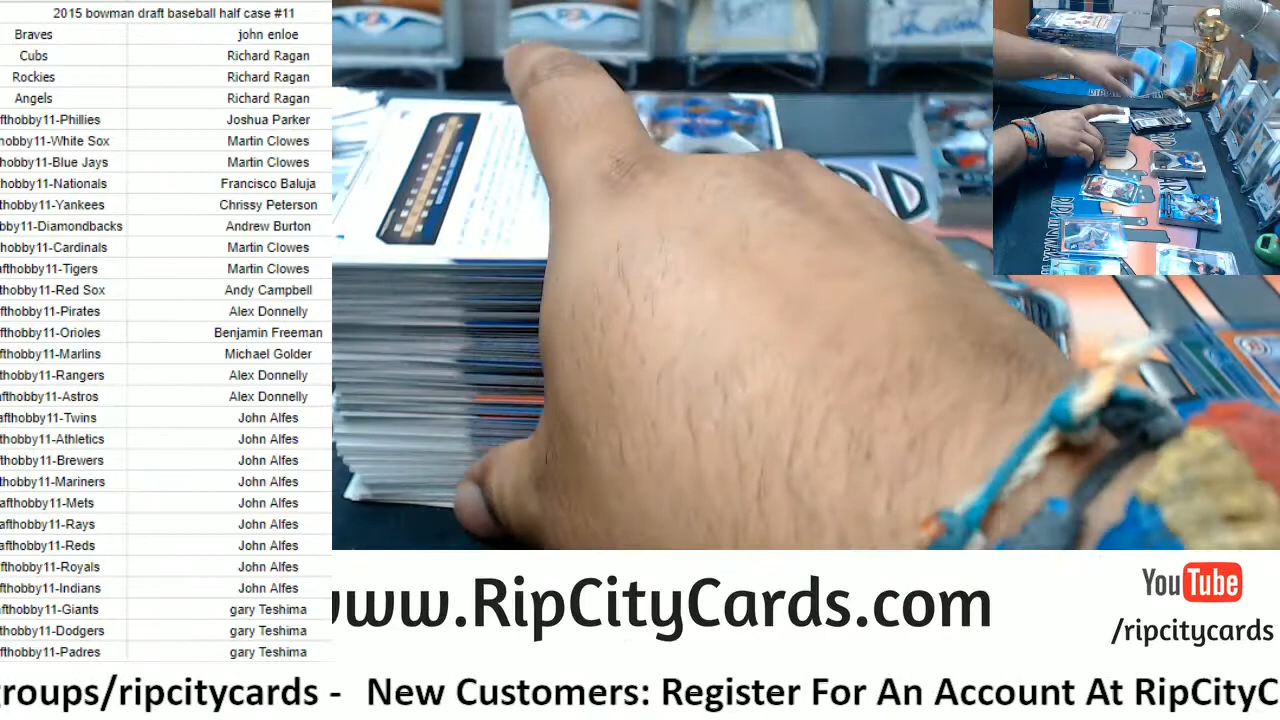 2015 bowman draft baseball half case #11
Braves john enloe
Cubs Richard Ragan
Rockies Richard Ragan
Angels Richard Ragan
fthobby11-Phillies Joshua Parker
hobby11-White Sox Martin Clowes
thobby11-Blue Jays Martin Clowes
thobby11-Nationals Francisco Baluja
thobby11-Yankees Chrissy Peterson
bby11-Diamondbacks Andrew Burton
hobby11-Cardinals Martin Clowes
afthobby11-Tigers Martin Clowes
fthobby11-Red Sox Andy Campbell
fthobby11-Pirates Alex Donnelly
fthobby11-Orioles Benjamin Freeman
fthobby11-Marlins Michael Golder
fthobby11-Rangers Alex Donnelly
afthobby11-Astros Alex Donnelly
fthobby11-Twins John Alfes
thobby11-Athletics John Alfes
fthobby11-Brewers John Alfes
thobby11-Mariners John Alfes
afthobby11-Mets John Alfes
afthobby11-Rays John Alfes
afthobby11-Reds John Alfes
fthobby11-Royals John Alfes
fthobby11-Indians John Alfes
fthobby11-Giants gary Teshima
thobby11-Dodgers gary Teshima
fthobby11-Padres gary Teshima
www.RipCityCards.com
YouTube
/ripcitycards
groups/ripcitycards - New Customers: Register For An Account At RipCityC